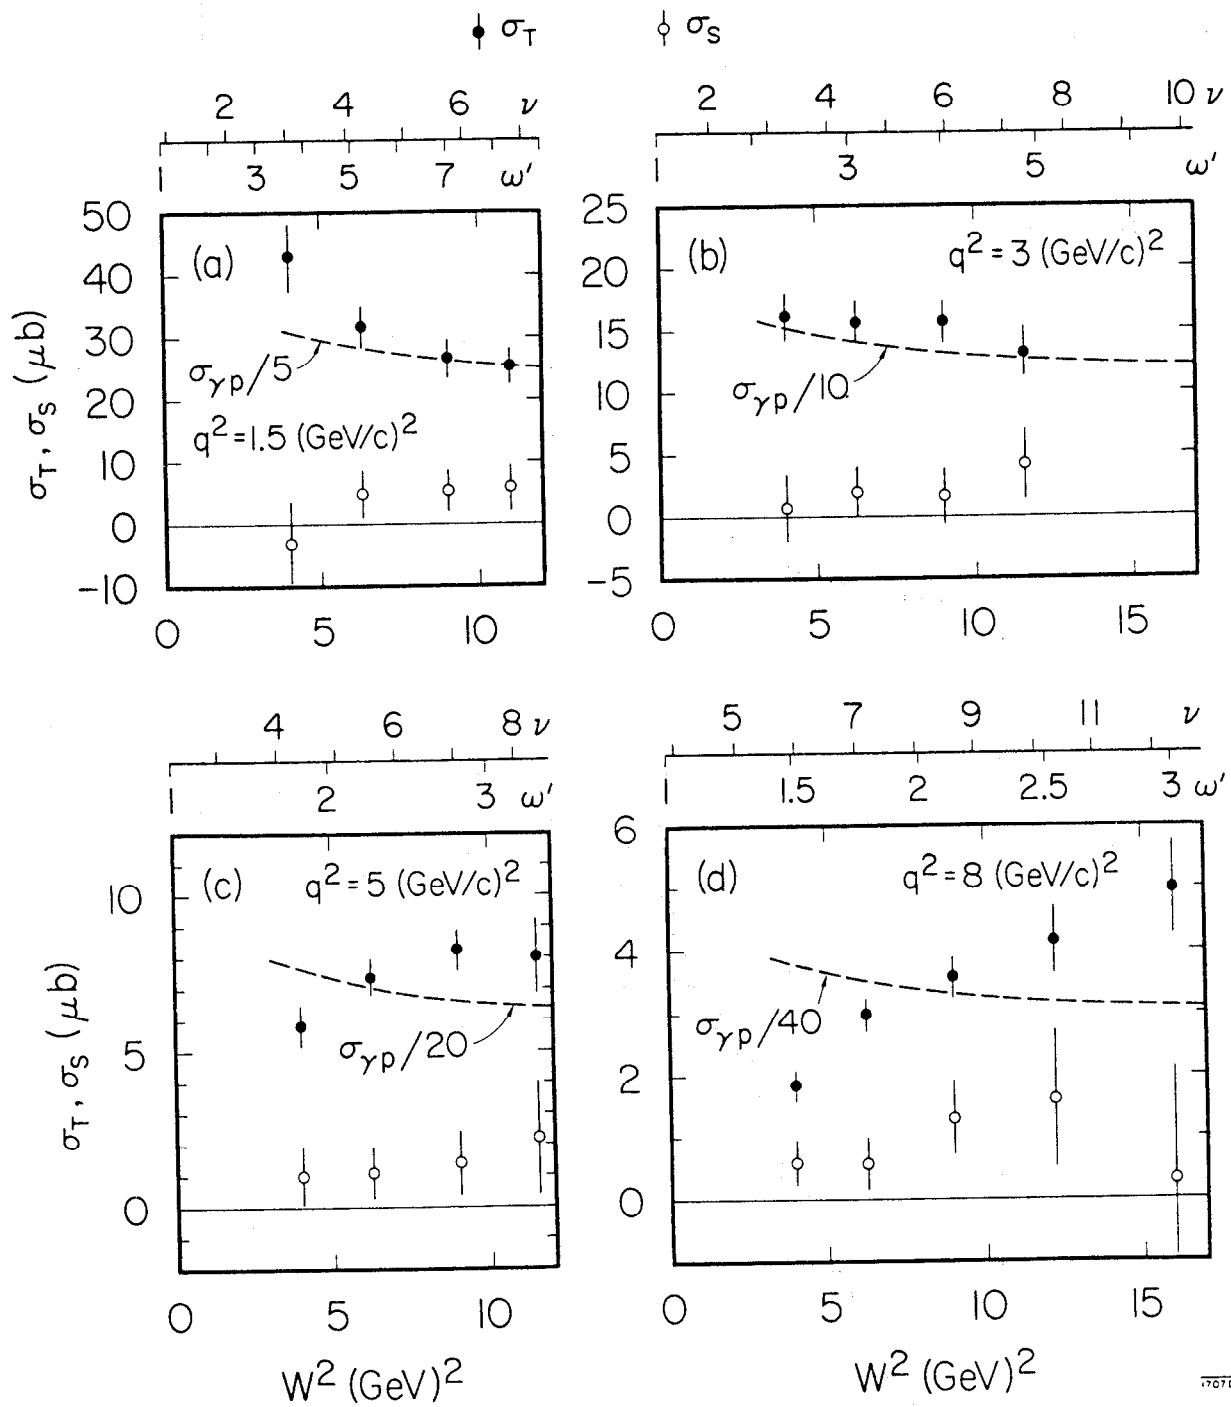 σT σS
2 4 6 ν
1 3 5 7 ω'
50
40
30
20
10
0
-10
(a)
σγp/5
q² = 1.5 (GeV/c)²
0 5 10
σT, σS (μb)
2 4 6 8 10 ν
1 3 5 ω'
25
20
15
10
5
0
-5
(b) q² = 3 (GeV/c)²
σγp/10
0 5 10 15
4 6 8 ν
1 2 3 ω'
10
5
0
(c) q² = 5 (GeV/c)²
σγp/20
0 5 10
σT, σS (μb)
W² (GeV)²
5 7 9 11 ν
1 1.5 2 2.5 3 ω'
6
4
2
0
(d) q² = 8 (GeV/c)²
σγp/40
0 5 10 15
W² (GeV)²